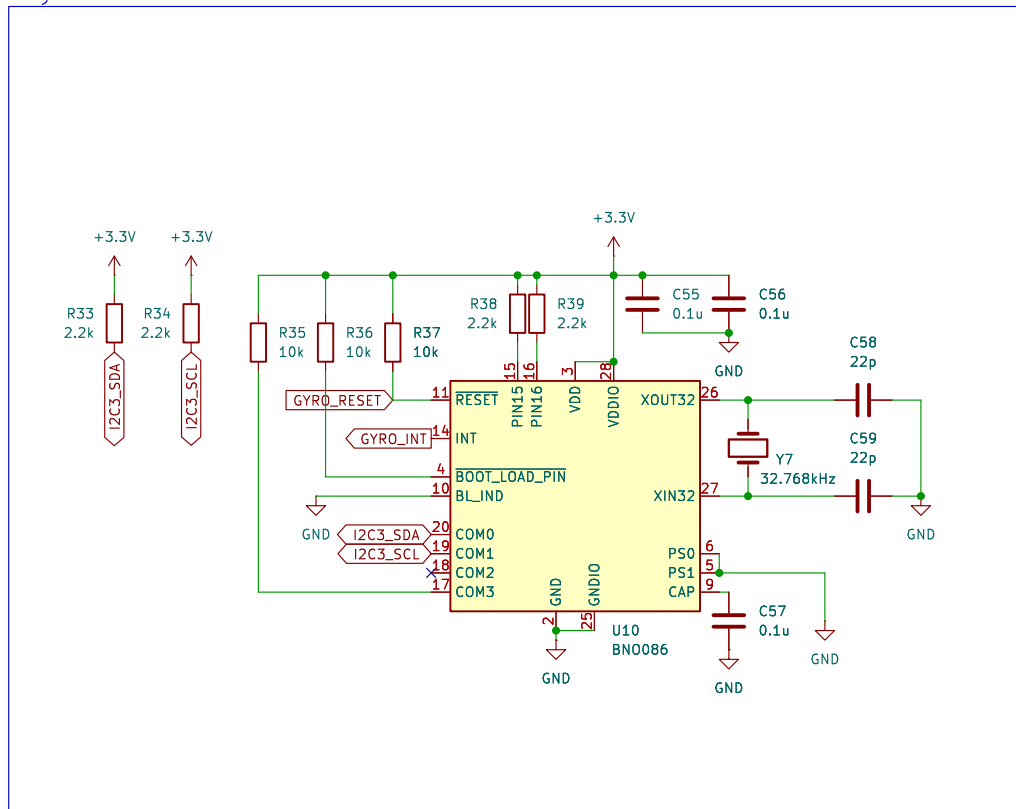 +3.3V
+3.3V
+3.3V
R33
2.2k
R34
2.2k
I2C3_SDA
I2C3_SCL
R35
10k
R36
10k
R37
10k
R38
2.2k
R39
2.2k
C55
0.1u
C56
0.1u
GND
C58
22p
C59
22p
GND
Y7
32.768kHz
GYRO_RESET
GYRO_INT
GND
I2C3_SDA
I2C3_SCL
11 RESET
14 INT
4 BOOT_LOAD_PIN
10 BL_IND
20 COM0
19 COM1
18 COM2
17 COM3
15 PIN15
16 PIN16
3 VDD
28 VDDIO
XOUT32 26
XIN32 27
PS0 6
PS1 5
CAP 9
GND 2
GNDIO 25
U10
BNO086
GND
C57
0.1u
GND
GND